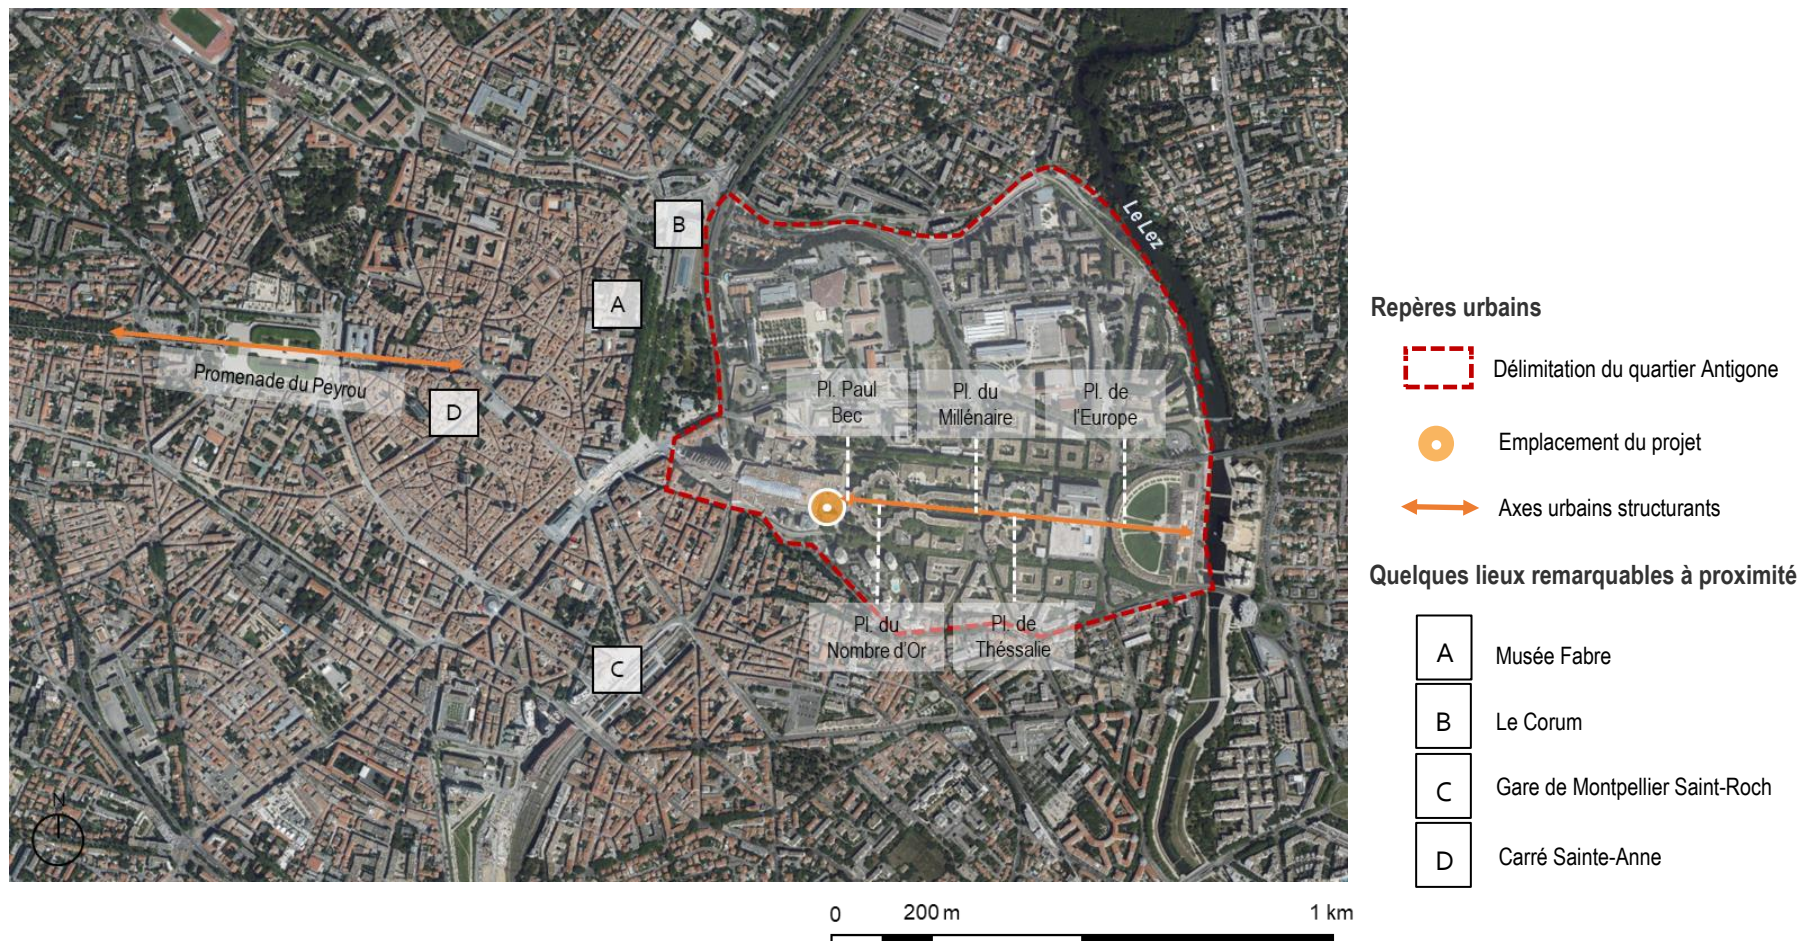 B
Le Lez
A
Repères urbains
Promenade du Peyrou
Délimitation du quartier Antigone
D
Pl. Paul
Bec
Pl. du
Millénaire
Pl. de
l'Europe
Emplacement du projet
Axes urbains structurants
Quelques lieux remarquables à proximité
Pl. du
Nombre d'Or
Pl. de
Théssalie
C
A Musée Fabre
B Le Corum
C Gare de Montpellier Saint-Roch
D Carré Sainte-Anne
N
0 200 m 1 km